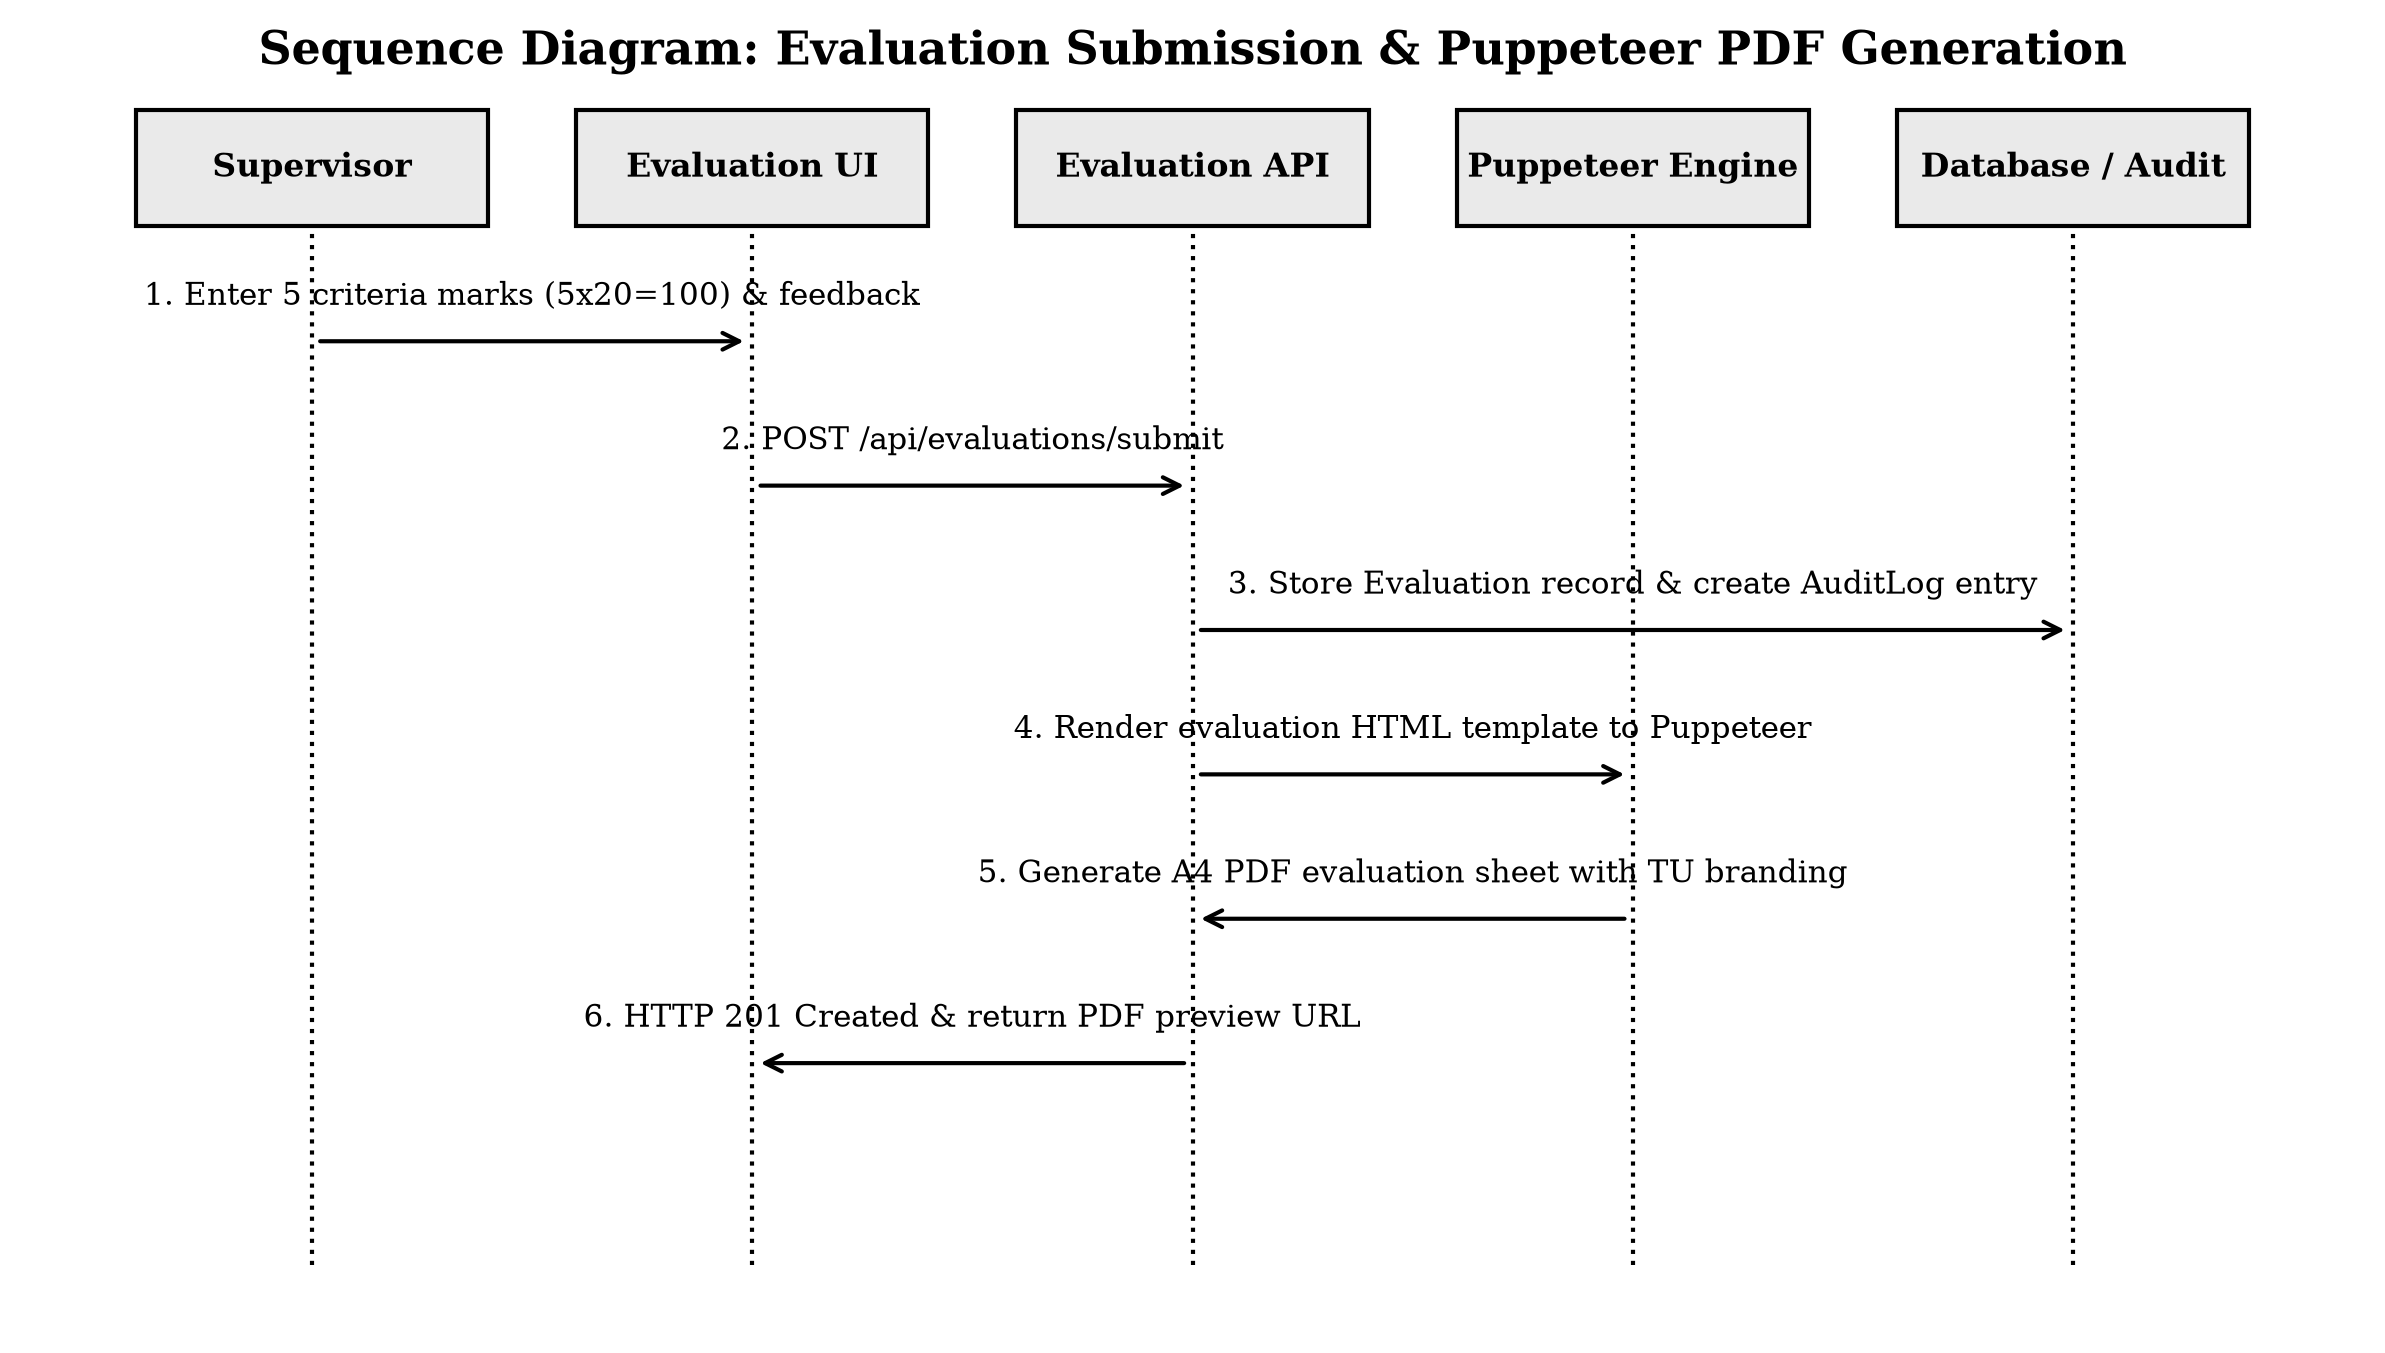 Sequence Diagram: Evaluation Submission & Puppeteer PDF Generation
Supervisor
Evaluation UI
Evaluation API
Puppeteer Engine
Database / Audit
1. Enter 5 criteria marks (5x20=100) & feedback
2. POST /api/evaluations/submit
3. Store Evaluation record & create AuditLog entry
4. Render evaluation HTML template to Puppeteer
5. Generate A4 PDF evaluation sheet with TU branding
6. HTTP 201 Created & return PDF preview URL